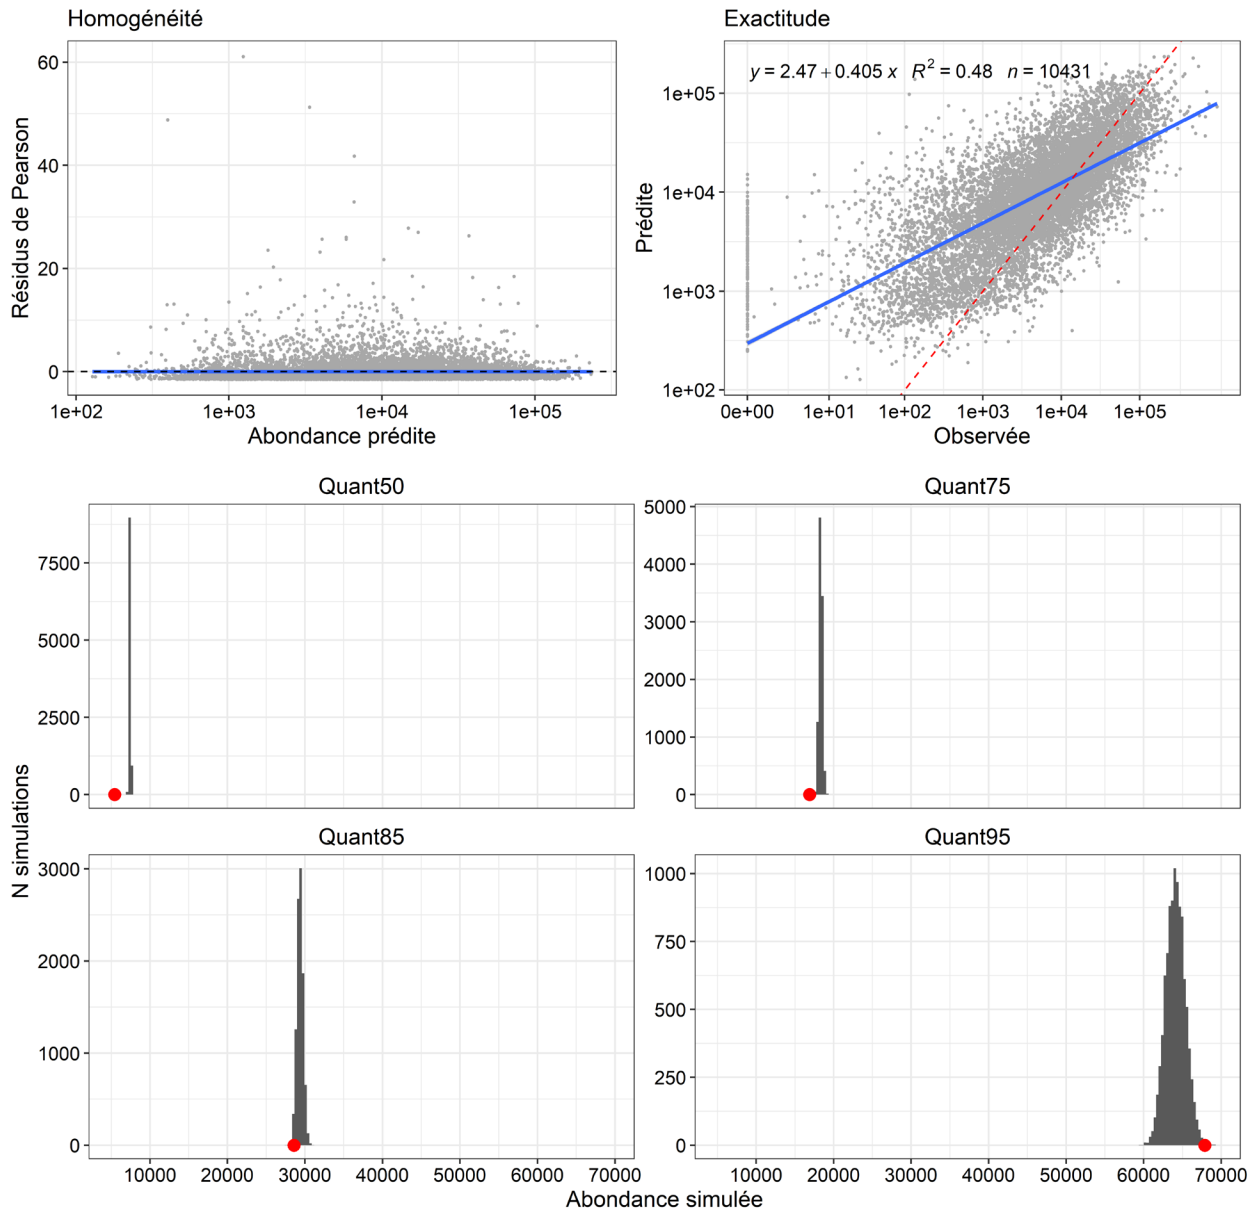 Homogénéité
Résidus de Pearson
60
40
20
0
1e+02 1e+03 1e+04 1e+05
Abondance prédite
Exactitude
y = 2.47 + 0.405 x R² = 0.48 n = 10431
Prédite
1e+05
1e+04
1e+03
1e+02
0e+00 1e+01 1e+02 1e+03 1e+04 1e+05
Observée
N simulations
Quant50
7500
5000
2500
0
Quant75
5000
4000
3000
2000
1000
0
Quant85
3000
2000
1000
0
10000 20000 30000 40000 50000 60000 70000
Quant95
1000
750
500
250
0
10000 20000 30000 40000 50000 60000 70000
Abondance simulée